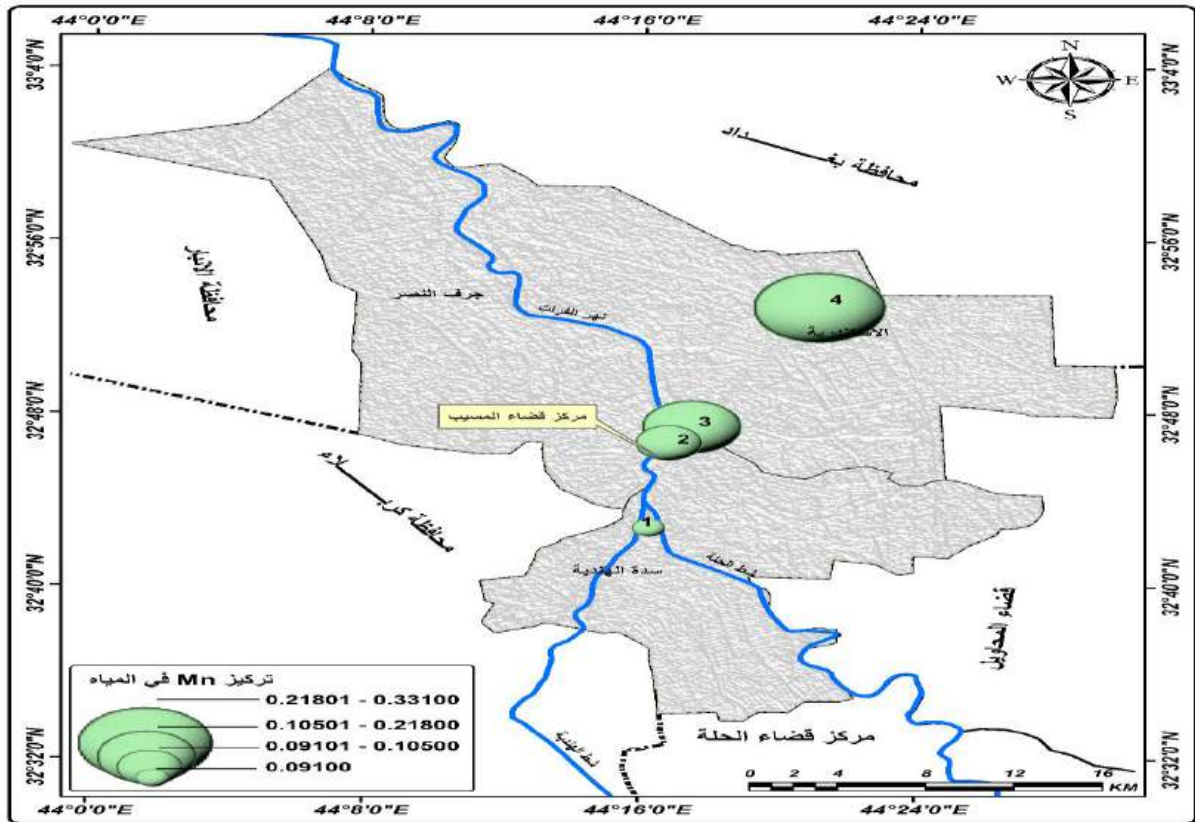 44°0'0"E 44°8'0"E 44°16'0"E 44°24'0"E
33°4'0"N
33°4'0"N
N
W E
S
محافظة بغـــــداد
32°56'0"N
32°56'0"N
محافظة الانبار
جرف النصر
نهر الفرات
4
الاسكندرية
32°48'0"N
32°48'0"N
مركز قضاء المسيب
3
2
محافظة كربـــلاء
1
سدة الهندية
شط الحلة
32°40'0"N
32°40'0"N
قضاء المحاويل
مركز قضاء الحلة
شط الهندية
32°32'0"N
32°32'0"N
تركيز Mn في المياه
0.21801 - 0.33100
0.10501 - 0.21800
0.09101 - 0.10500
0.09100
0 2 4 8 12 16
KM
44°0'0"E 44°8'0"E 44°16'0"E 44°24'0"E